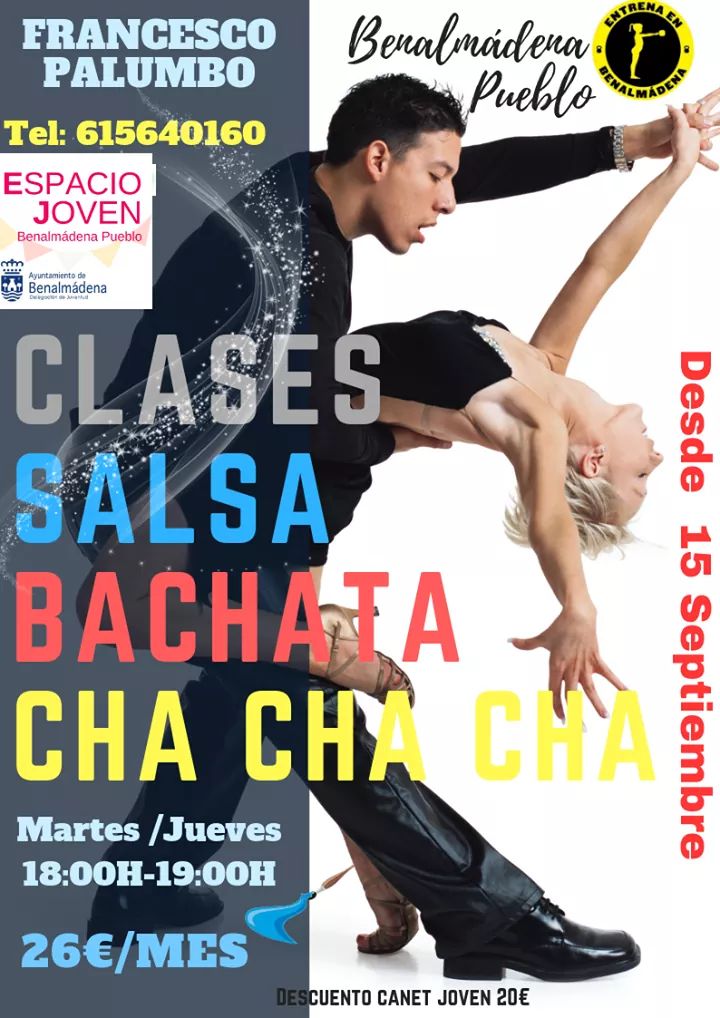 FRANCESCO
PALUMBO
Benalmádena
Pueblo
ENTRENA EN
BENALMÁDENA
Tel: 615640160
ESPACIO
JOVEN
Benalmádena Pueblo
Ayuntamiento de
Benalmádena
Delegación de Juventud
CLASES
SALSA
BACHATA
CHA CHA CHA
Desde 15 Septiembre
Martes /Jueves
18:00H-19:00H
26€/MES
DESCUENTO CANET JOVEN 20€